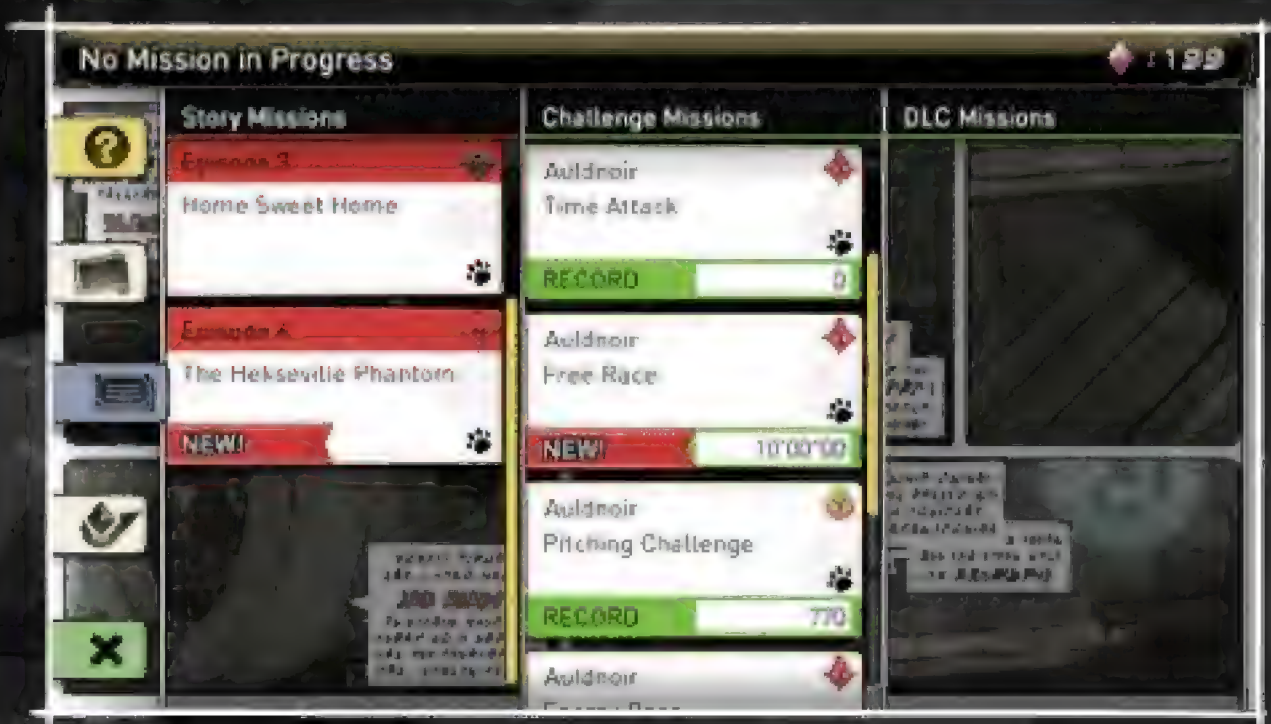 No Mission in Progress
: 199
Story Missions
Episode 3
Home Sweet Home
Episode 4
The Hekseville Phantom
NEW!
Challenge Missions
Auldnoir
Time Attack
RECORD
0
Auldnoir
Free Race
NEW!
10'00"00
Auldnoir
Pitching Challenge
RECORD
770
Auldnoir
DLC Missions